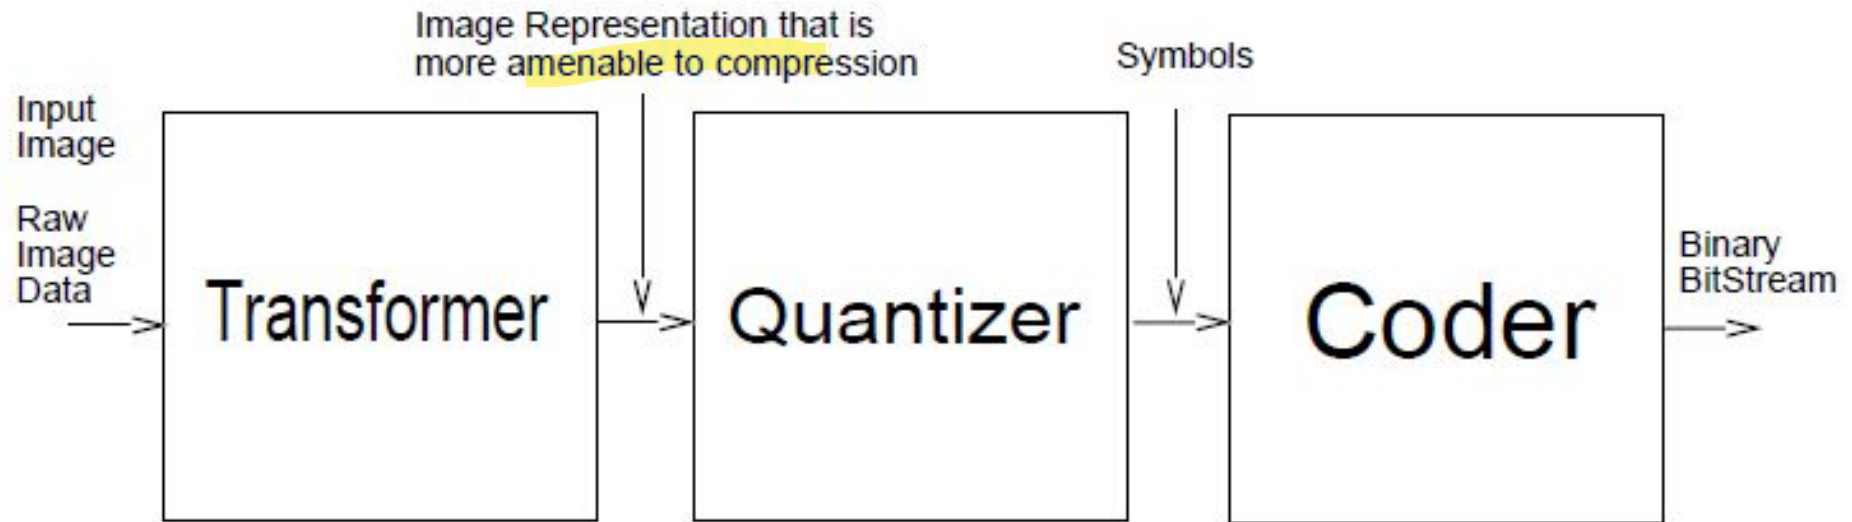 Image Representation that is
more amenable to compression
Symbols
Input
Image
Raw
Image
Data
Transformer
Quantizer
Coder
Binary
BitStream